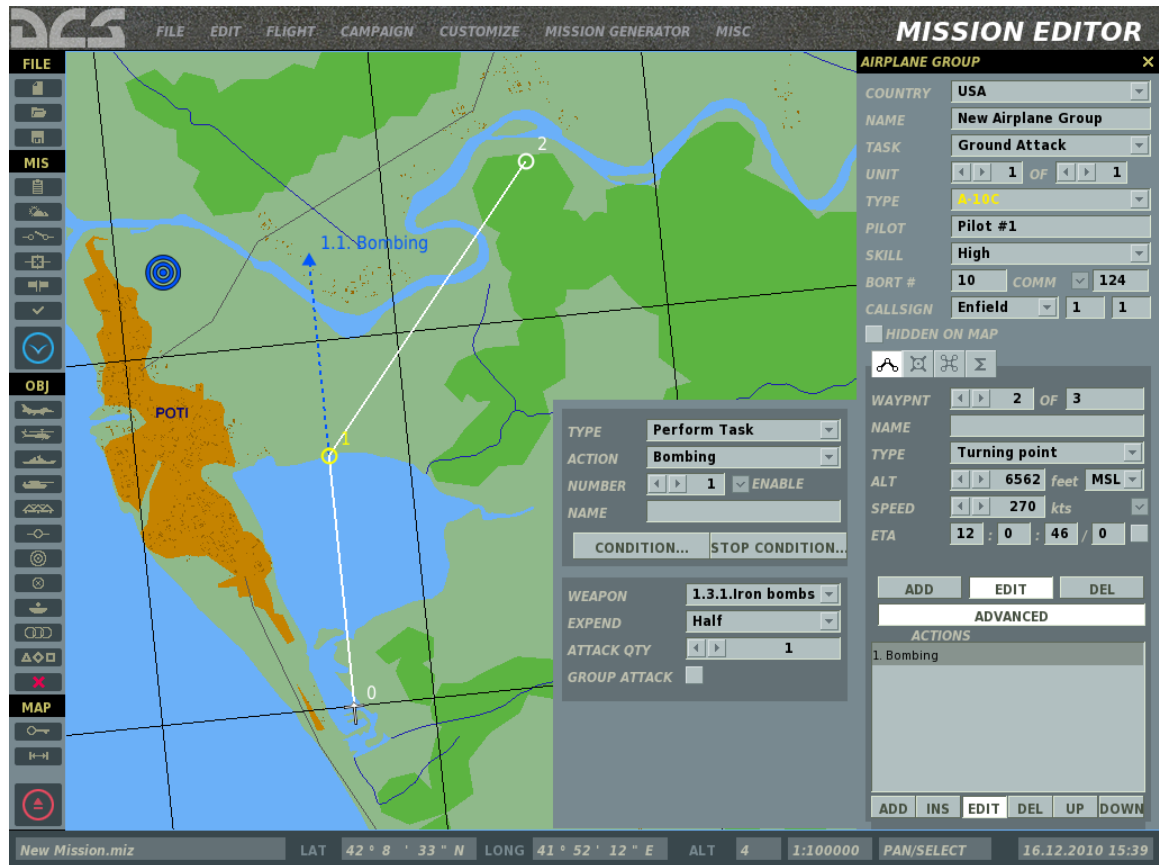 DCS FILE EDIT FLIGHT CAMPAIGN CUSTOMIZE MISSION GENERATOR MISC MISSION EDITOR
FILE
MIS
OBJ
MAP
2
1.1. Bombing
POTI
1
0
TYPE Perform Task
ACTION Bombing
NUMBER 1 ENABLE
NAME
CONDITION... STOP CONDITION...
WEAPON 1.3.1.Iron bombs
EXPEND Half
ATTACK QTY 1
GROUP ATTACK
AIRPLANE GROUP
COUNTRY USA
NAME New Airplane Group
TASK Ground Attack
UNIT 1 OF 1
TYPE A-10C
PILOT Pilot #1
SKILL High
BORT # 10 COMM 124
CALLSIGN Enfield 1 1
HIDDEN ON MAP
Σ
WAYPNT 2 OF 3
NAME
TYPE Turning point
ALT 6562 feet MSL
SPEED 270 kts
ETA 12 : 0 : 46 / 0
ADD EDIT DEL
ADVANCED
ACTIONS
1. Bombing
ADD INS EDIT DEL UP DOWN
New Mission.miz LAT 42 ° 8 ' 33 " N LONG 41 ° 52 ' 12 " E ALT 4 1:100000 PAN/SELECT 16.12.2010 15:39